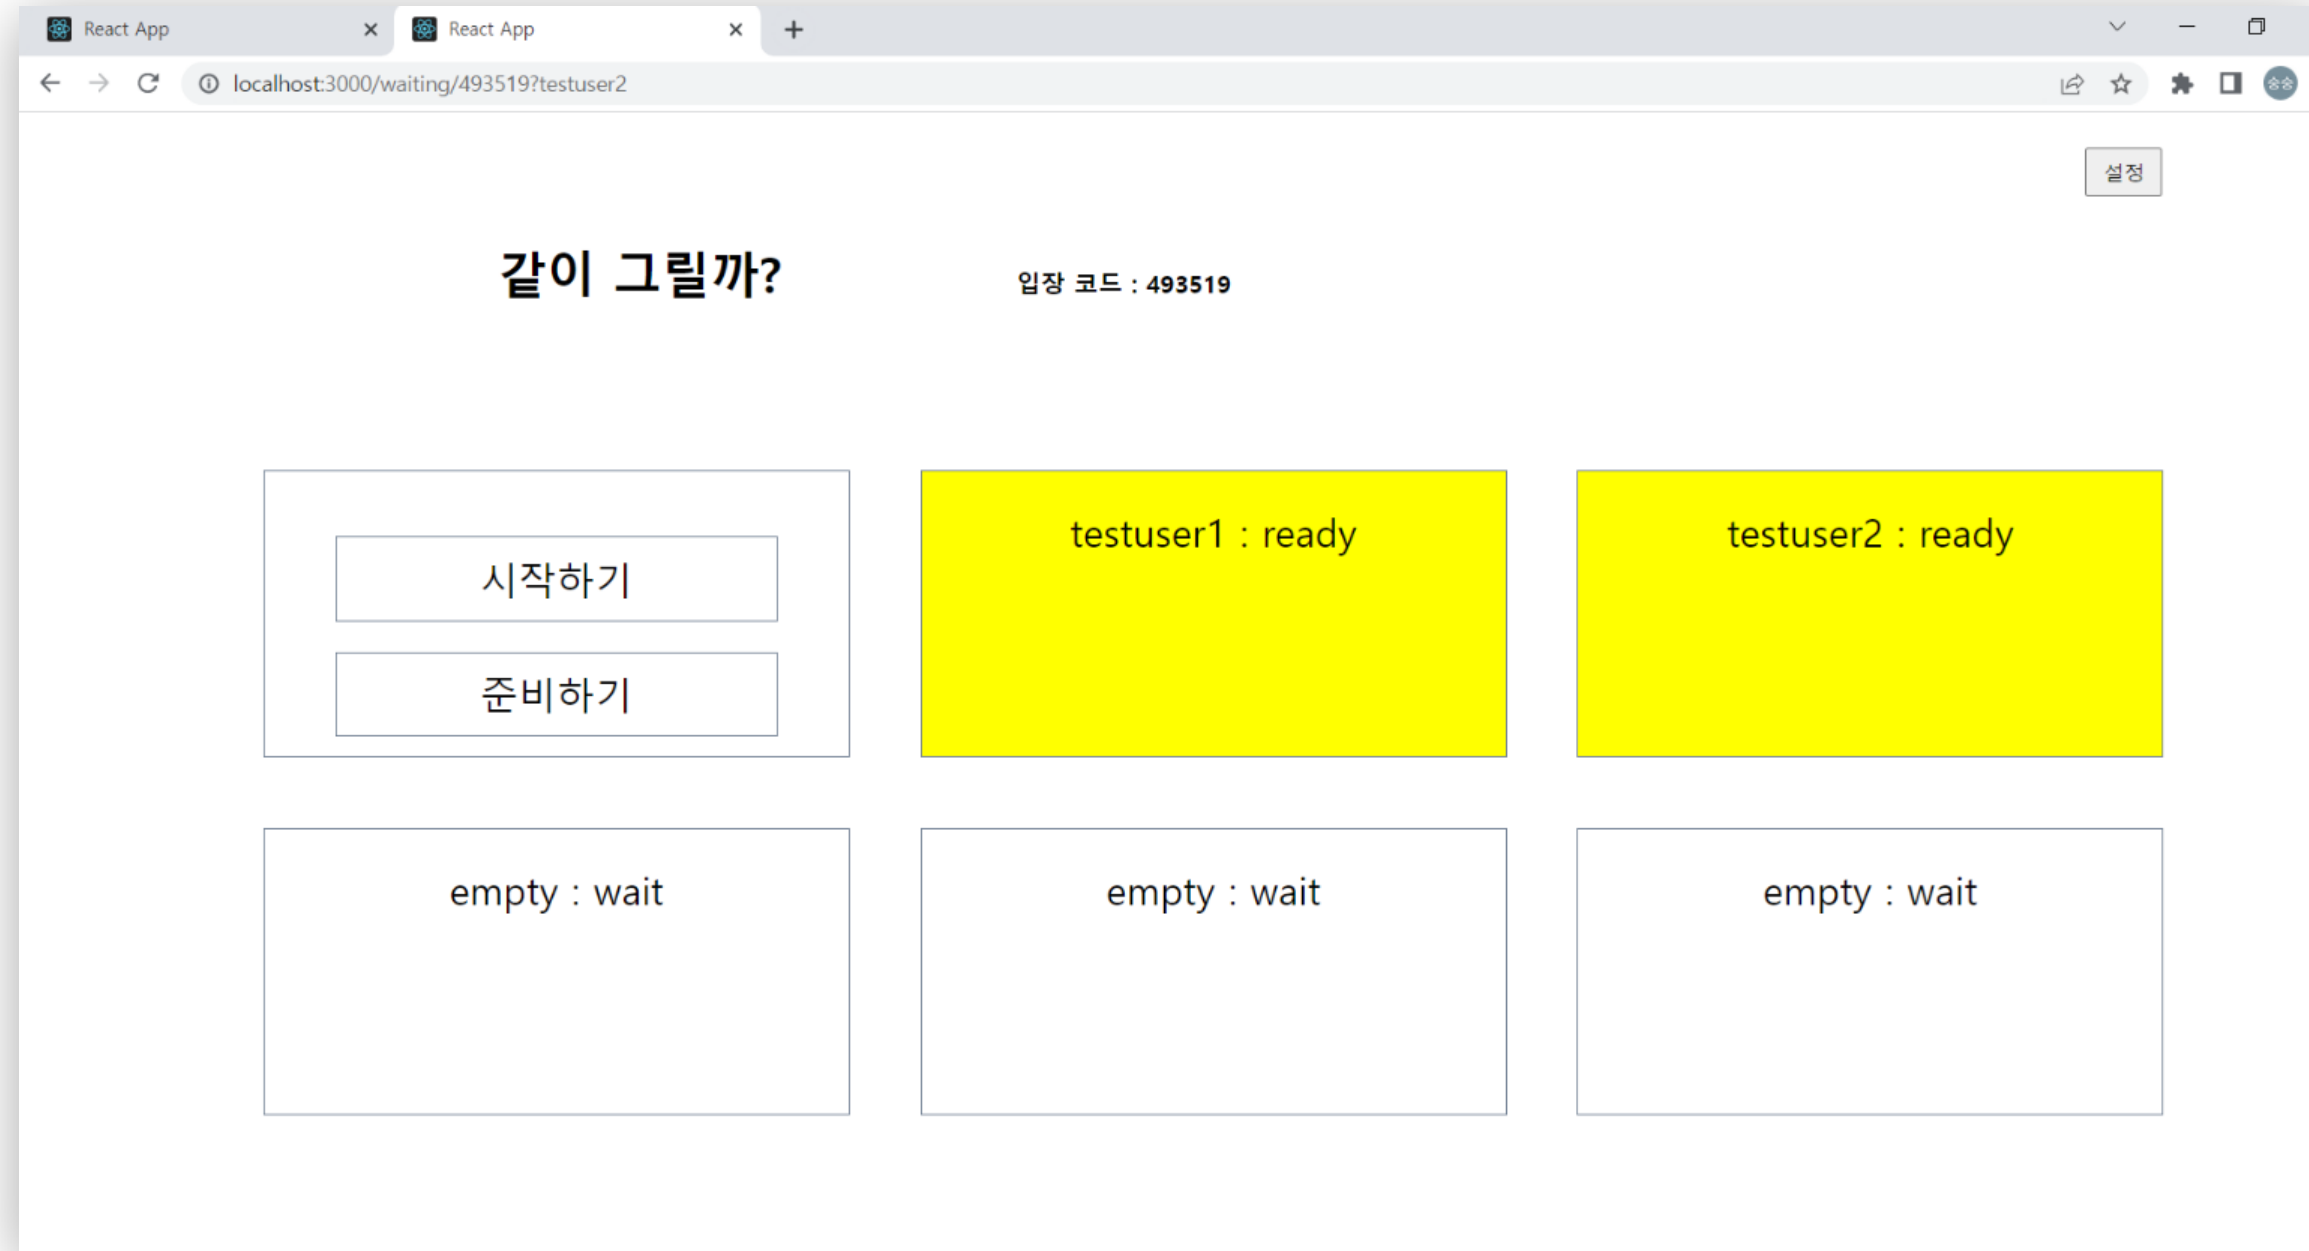 React App
React App
localhost:3000/waiting/493519?testuser2
숭숭
설정
같이 그릴까?
입장 코드 : 493519
시작하기
준비하기
testuser1 : ready
testuser2 : ready
empty : wait
empty : wait
empty : wait